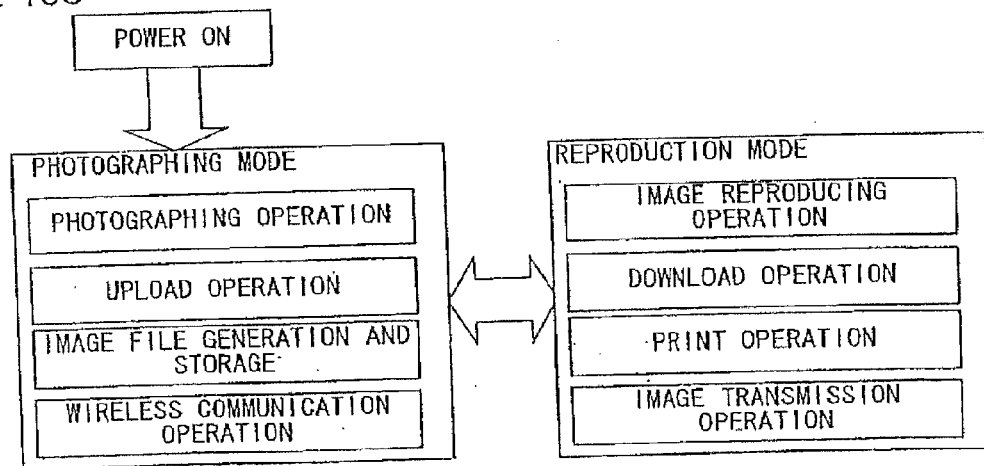 POWER ON
PHOTOGRAPHING MODE
PHOTOGRAPHING OPERATION
UPLOAD OPERATION
IMAGE FILE GENERATION AND
STORAGE
WIRELESS COMMUNICATION
OPERATION
REPRODUCTION MODE
IMAGE REPRODUCING
OPERATION
DOWNLOAD OPERATION
PRINT OPERATION
IMAGE TRANSMISSION
OPERATION